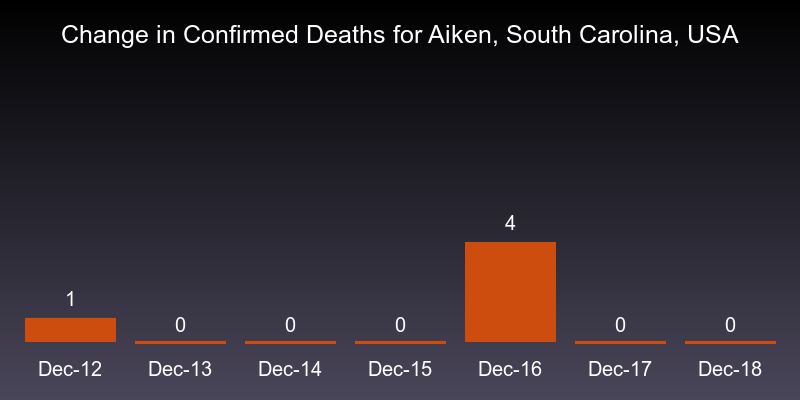 Change in Confirmed Deaths for Aiken, South Carolina, USA
4
1
0 0 0 0 0
Dec-12 Dec-13 Dec-14 Dec-15 Dec-16 Dec-17 Dec-18